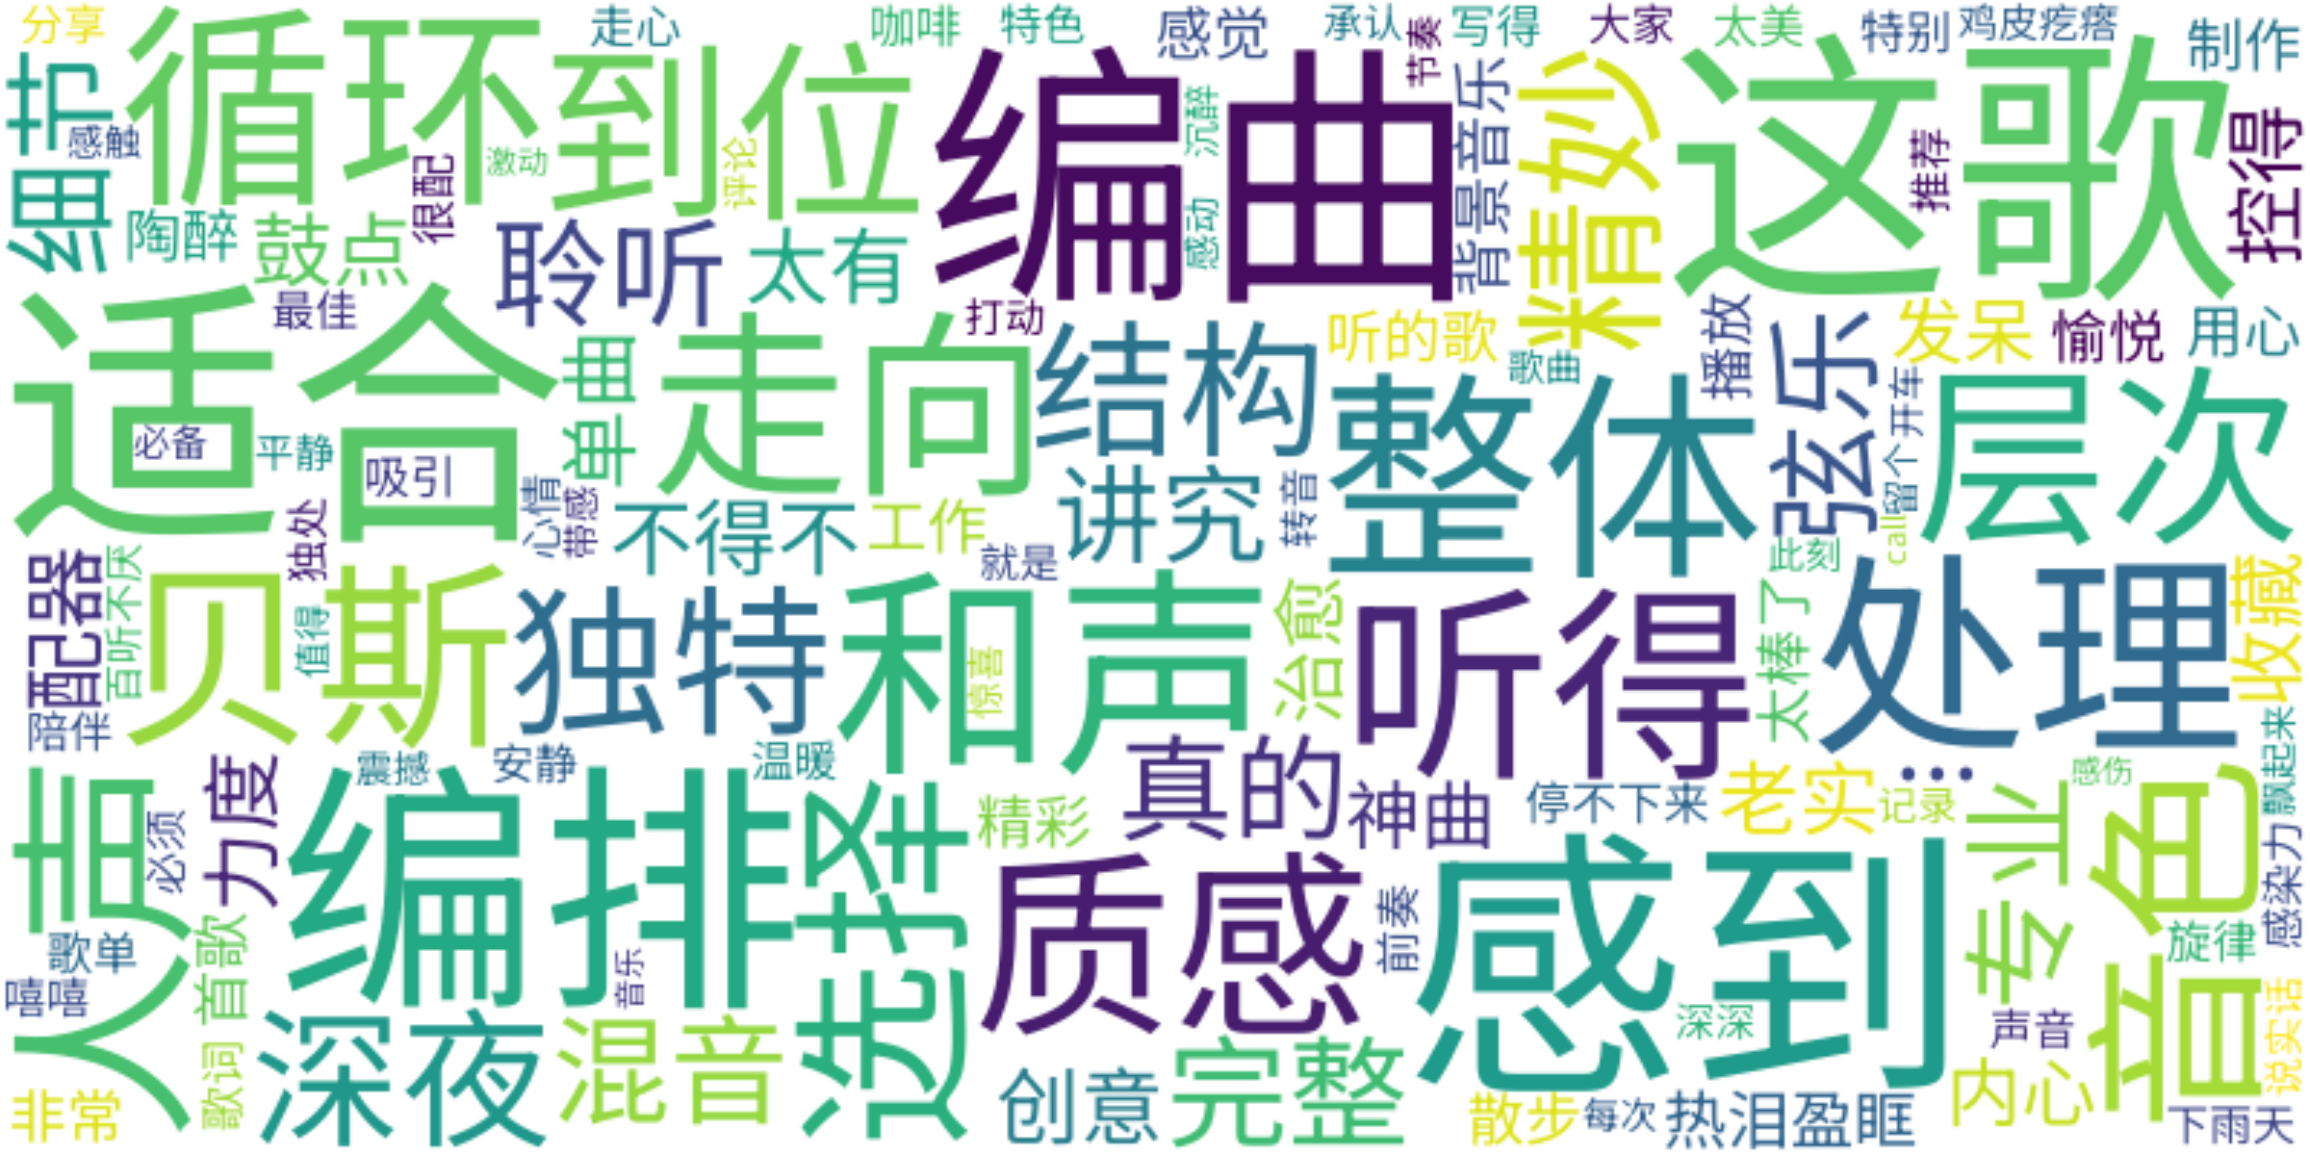 分享
走心
咖啡
特色
感觉
承认
节奏
写得
大家
太美
特别
鸡皮疙瘩
制作
细节
循环
到位
编曲
背景音乐
精妙
这歌
控得
感触
很配
激动
评论
沉醉
感动
推荐
陶醉
鼓点
聆听
太有
最佳
打动
听的歌
歌曲
播放
弦乐
发呆
愉悦
用心
适合
单曲
走向
结构
整体
层次
开车
留个
必备
平静
吸引
心情
带感
独处
不得不
工作
讲究
转音
就是
此刻
call
配器
百听不厌
值得
贝斯
独特
和声
惊喜
治愈
听得
太棒了
处理
收藏
陪伴
震撼
安静
温暖
真的
神曲
停不下来
老实
...
记录
感伤
飘起来
人声
必须
力度
编排
选择
精彩
质感
前奏
感到
专业
音色
感染力
歌单
嘻嘻
首歌
音乐
旋律
深深
声音
说实话
非常
歌词
深夜
混音
创意
完整
散步
每次
热泪盈眶
内心
下雨天